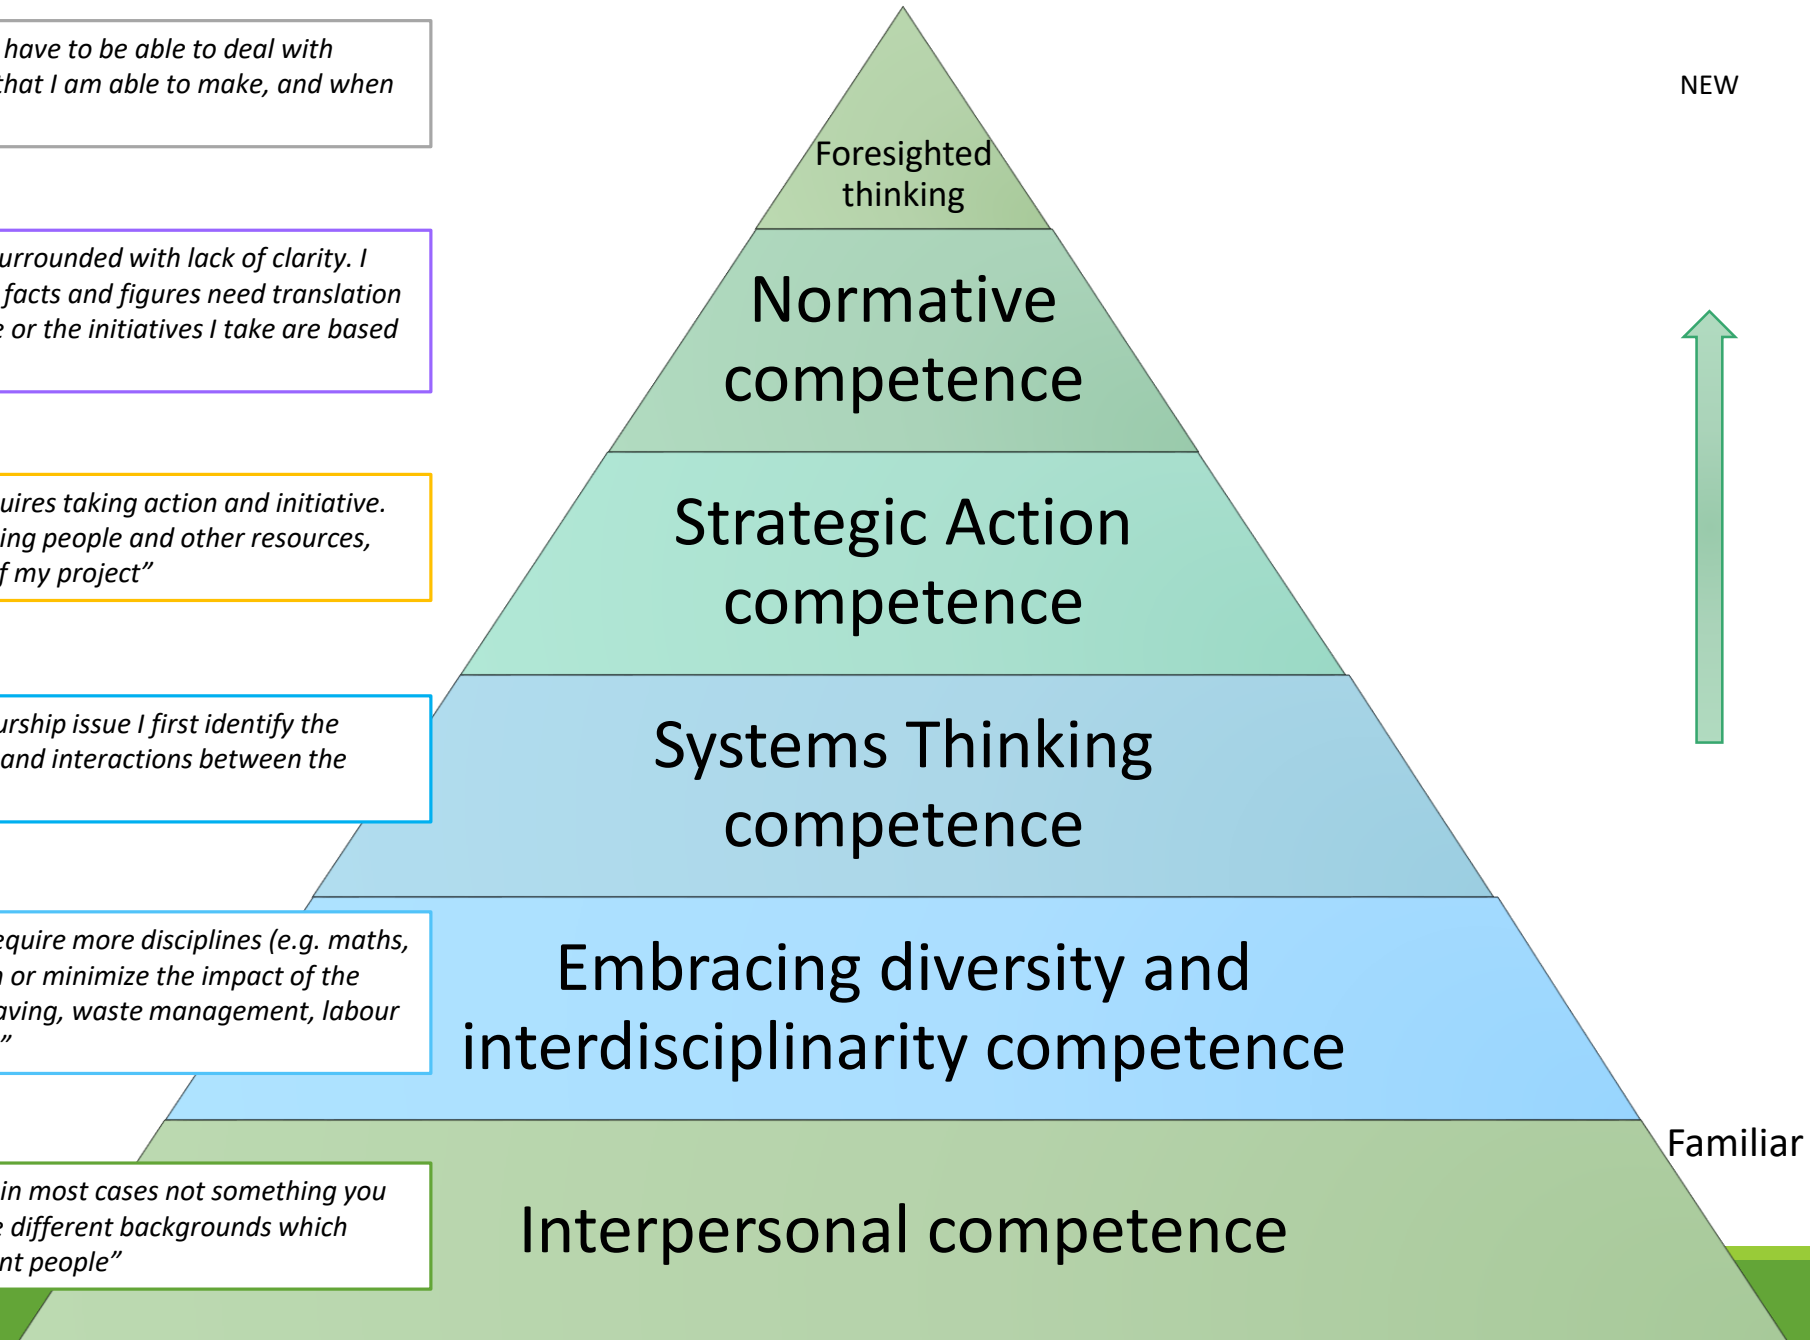 have to be able to deal with
that I am able to make, and when
NEW
Foresighted
thinking
surrounded with lack of clarity. I
facts and figures need translation
e or the initiatives I take are based
Normative
competence
uires taking action and initiative.
ing people and other resources,
f my project”
Strategic Action
competence
urship issue I first identify the
and interactions between the
Systems Thinking
competence
equire more disciplines (e.g. maths,
n or minimize the impact of the
aving, waste management, labour
”
Embracing diversity and
interdisciplinarity competence
Familiar
in most cases not something you
e different backgrounds which
nt people”
Interpersonal competence